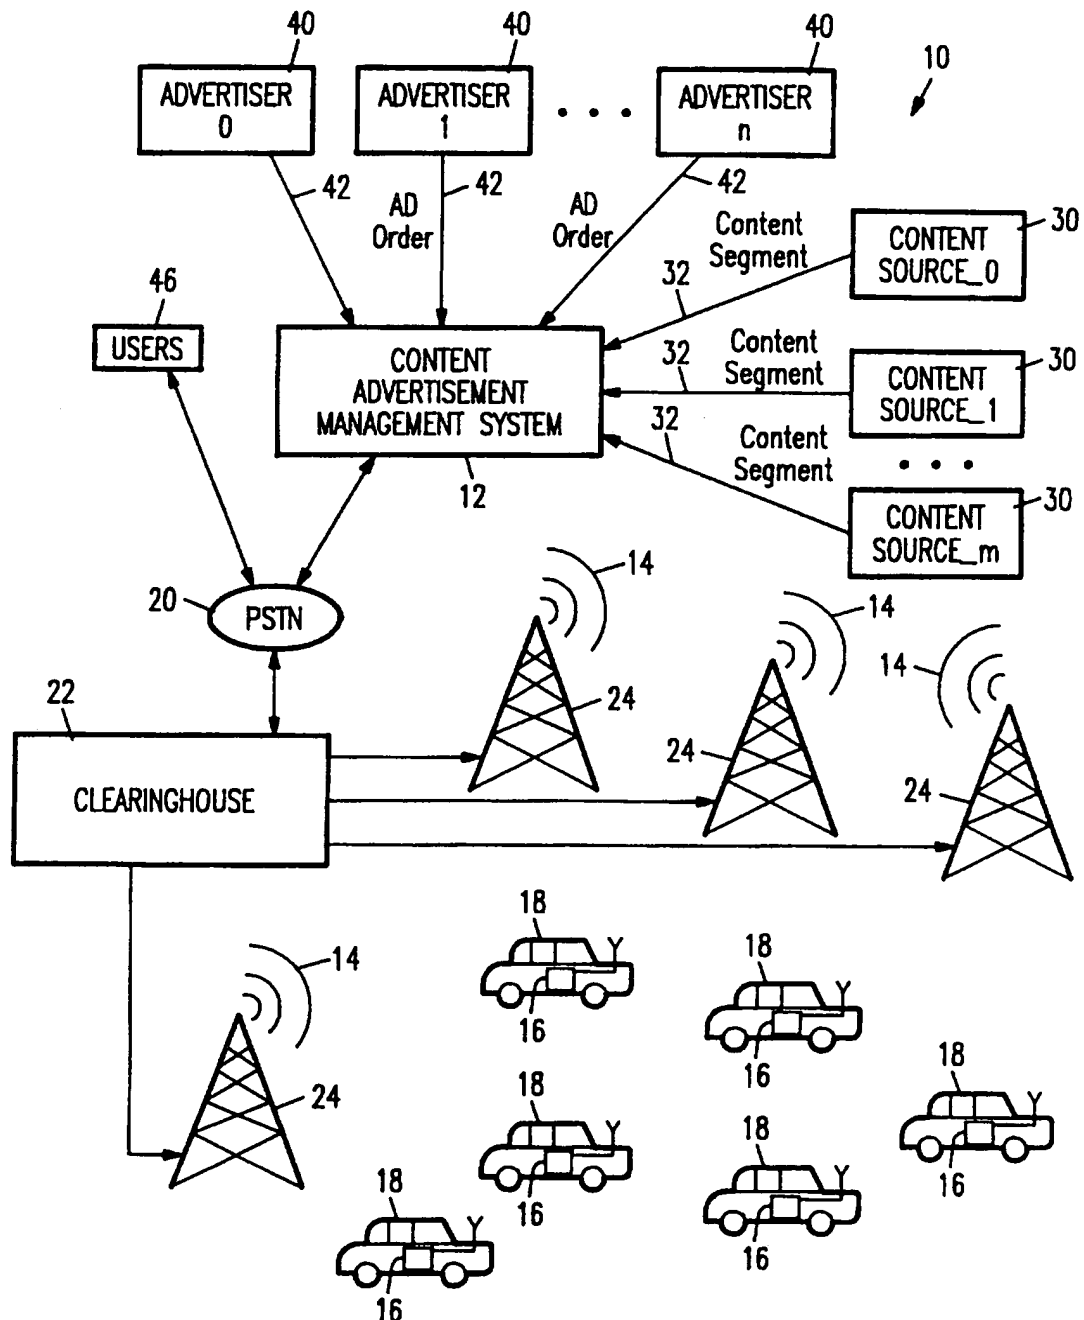 40
40
40
10
ADVERTISER
0
ADVERTISER
1
• • •
ADVERTISER
n
42
42
42
AD
Order
AD
Order
Content
Segment
30
CONTENT
SOURCE_0
32
46
USERS
CONTENT
ADVERTISEMENT
MANAGEMENT SYSTEM
12
32
Content
Segment
30
CONTENT
SOURCE_1
32
Content
Segment
• • •
30
CONTENT
SOURCE_m
20
PSTN
14
14
14
22
CLEARINGHOUSE
24
24
24
14
24
18
16
18
16
18
16
18
16
18
16
18
16